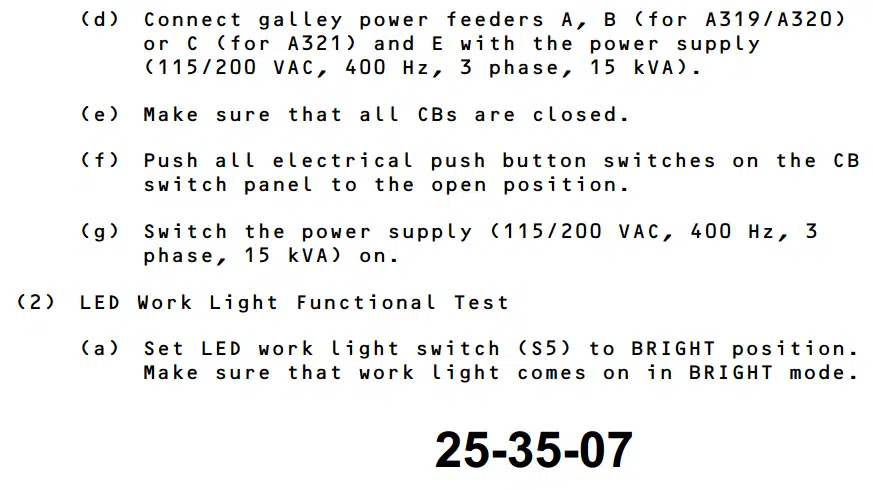 (d) Connect galley power feeders A, B (for A319/A320)
or C (for A321) and E with the power supply
(115/200 VAC, 400 Hz, 3 phase, 15 kVA).
(e) Make sure that all CBs are closed.
(f) Push all electrical push button switches on the CB
switch panel to the open position.
(g) Switch the power supply (115/200 VAC, 400 Hz, 3
phase, 15 kVA) on.
(2) LED Work Light Functional Test
(a) Set LED work light switch (S5) to BRIGHT position.
Make sure that work light comes on in BRIGHT mode.
25-35-07